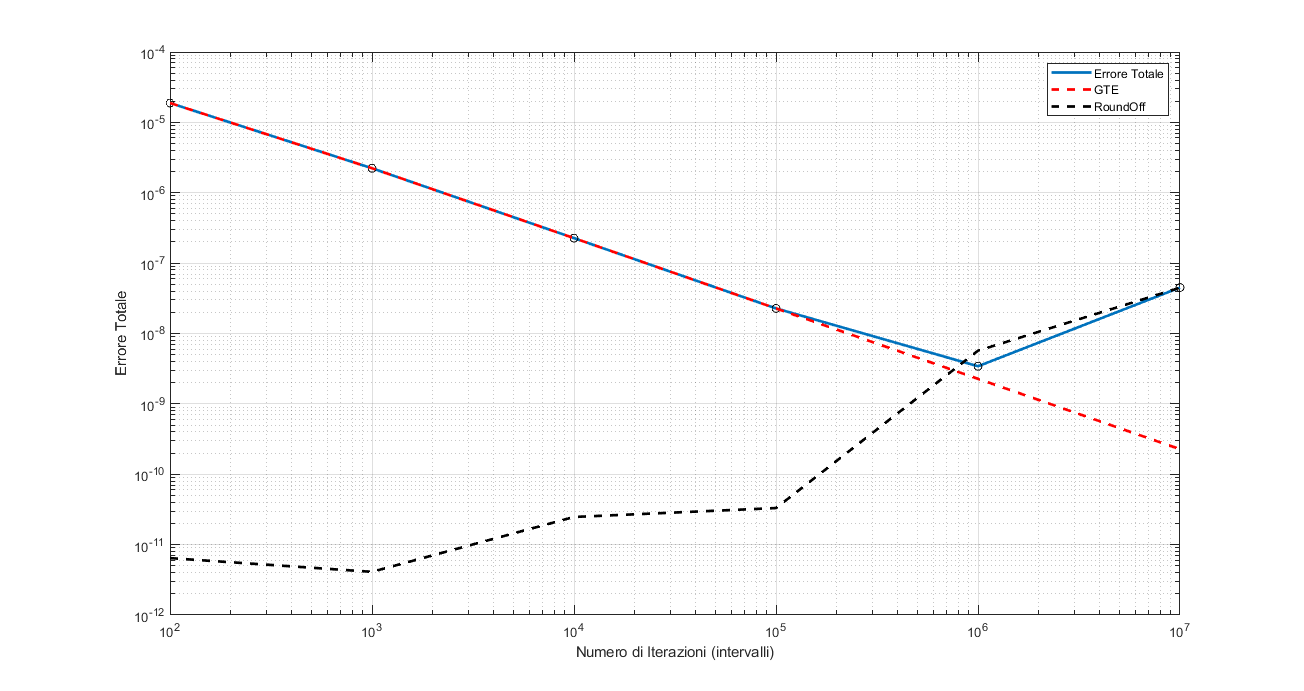 10^-4
10^-5
10^-6
10^-7
10^-8
10^-9
10^-10
10^-11
10^-12
Errore Totale
Errore Totale
GTE
RoundOff
10^2 10^3 10^4 10^5 10^6 10^7
Numero di Iterazioni (intervalli)